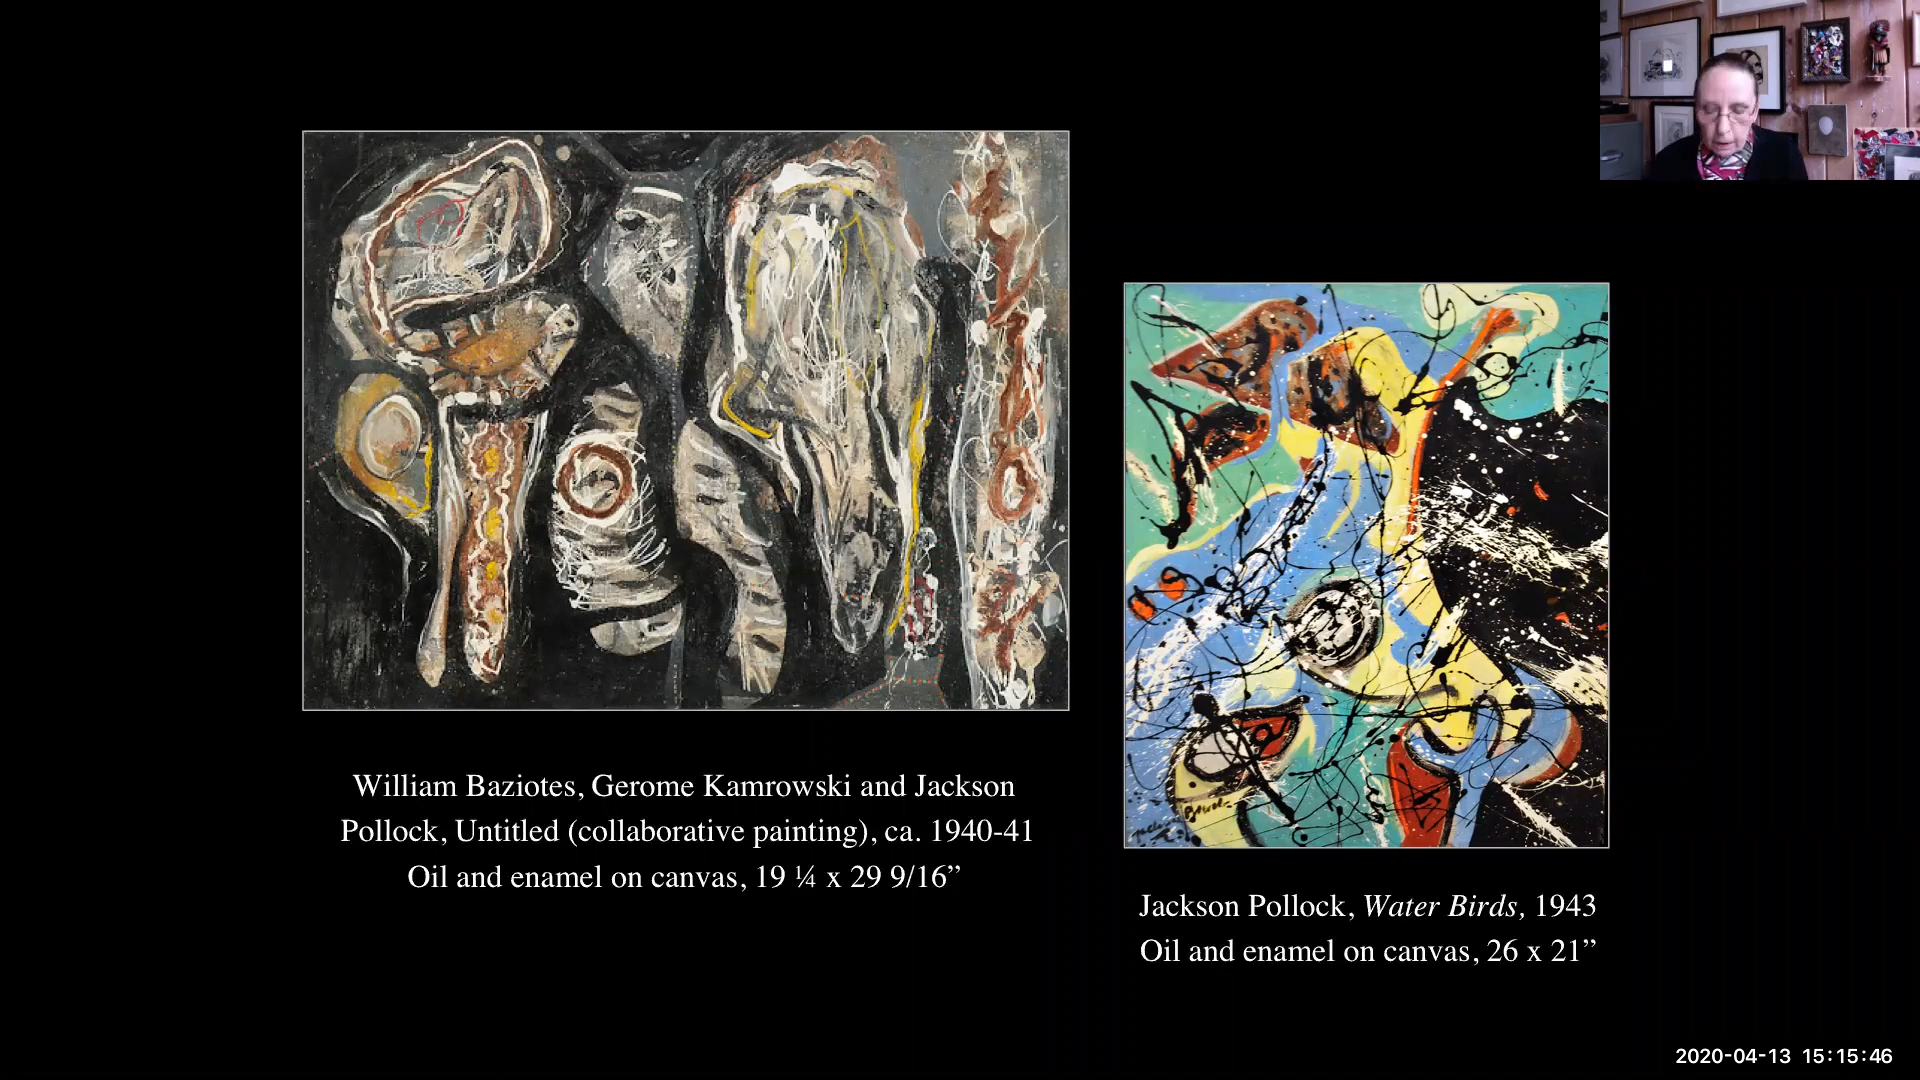 William Baziotes, Gerome Kamrowski and Jackson
Pollock, Untitled (collaborative painting), ca. 1940-41
Oil and enamel on canvas, 19 ¼ x 29 9/16”
Jackson Pollock, Water Birds, 1943
Oil and enamel on canvas, 26 x 21”
2020-04-13 15:15:46